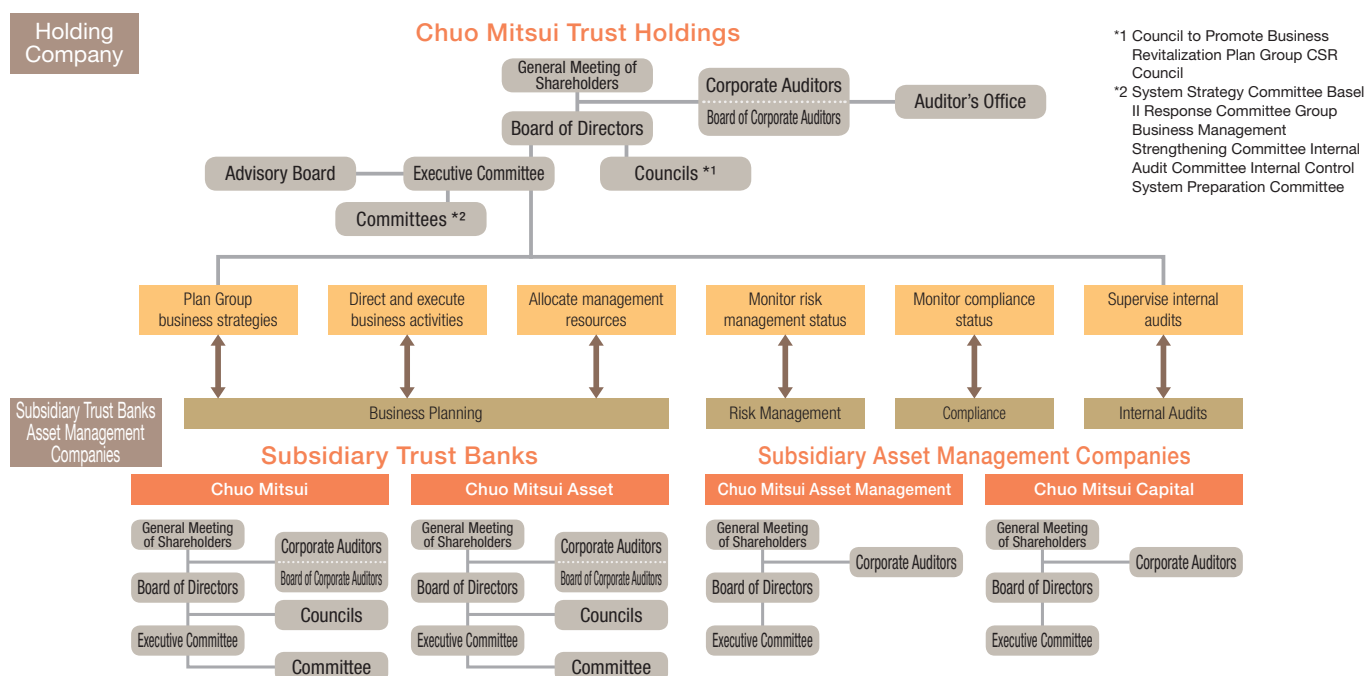 Holding
Company
Chuo Mitsui Trust Holdings
*1 Council to Promote Business
Revitalization Plan Group CSR
Council
*2 System Strategy Committee Basel
II Response Committee Group
Business Management
Strengthening Committee Internal
Audit Committee Internal Control
System Preparation Committee
General Meeting of
Shareholders
Corporate Auditors
Board of Corporate Auditors
Auditor's Office
Board of Directors
Advisory Board
Executive Committee
Councils *1
Committees *2
Plan Group
business strategies
Direct and execute
business activities
Allocate management
resources
Monitor risk
management status
Monitor compliance
status
Supervise internal
audits
Subsidiary Trust Banks
Asset Management
Companies
Business Planning
Risk Management
Compliance
Internal Audits
Subsidiary Trust Banks
Subsidiary Asset Management Companies
Chuo Mitsui
Chuo Mitsui Asset
Chuo Mitsui Asset Management
Chuo Mitsui Capital
General Meeting
of Shareholders
Corporate Auditors
Board of Corporate Auditors
Board of Directors
Councils
Executive Committee
Committee
General Meeting
of Shareholders
Corporate Auditors
Board of Corporate Auditors
Board of Directors
Councils
Executive Committee
Committee
General Meeting
of Shareholders
Corporate Auditors
Board of Directors
Executive Committee
General Meeting
of Shareholders
Corporate Auditors
Board of Directors
Executive Committee